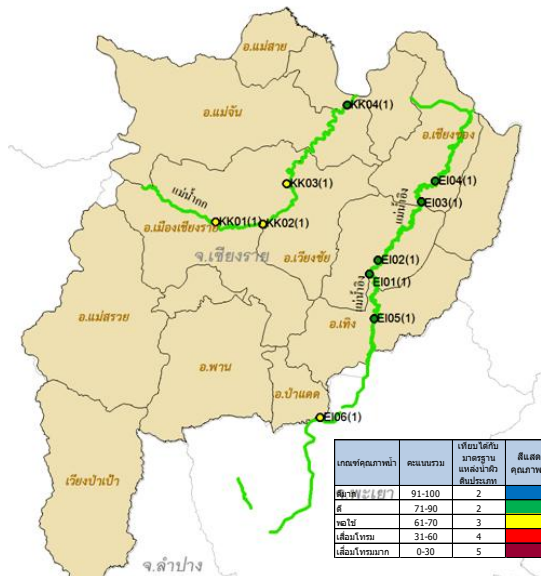 อ.แม่สาย
KK04(1)
อ.แม่จัน
อ.เชียงของ
KK03(1)
EI04(1)
แม่น้ำกก
EI03(1)
แม่น้ำอิง
KK01(1)
KK02(1)
อ.เมืองเชียงราย
อ.เวียงชัย
จ.เชียงราย
EI02(1)
EI01(1)
แม่น้ำอิง
อ.แม่สรวย
อ.เทิง
EI05(1)
อ.พาน
อ.ป่าแดด
EI06(1)
เวียงป่าเป้า
เกณฑ์คุณภาพน้ำ คะแนนรวม เทียบได้กับ
มาตรฐาน
แหล่งน้ำผิว
ดินประเภท
สีแสด
คุณภาพ
ดีมาก 91-100 2
พะเยา
ดี 71-90 2
พอใช้ 61-70 3
เสื่อมโทรม 31-60 4
เสื่อมโทรมมาก 0-30 5
จ.ลำปาง